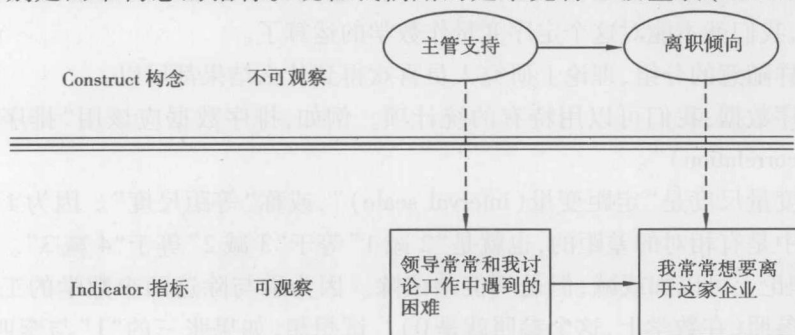 主管支持
离职倾向
Construct 构念 不可观察
领导常常和我讨
论工作中遇到的
困难
我常常想要离
开这家企业
Indicator 指标 可观察